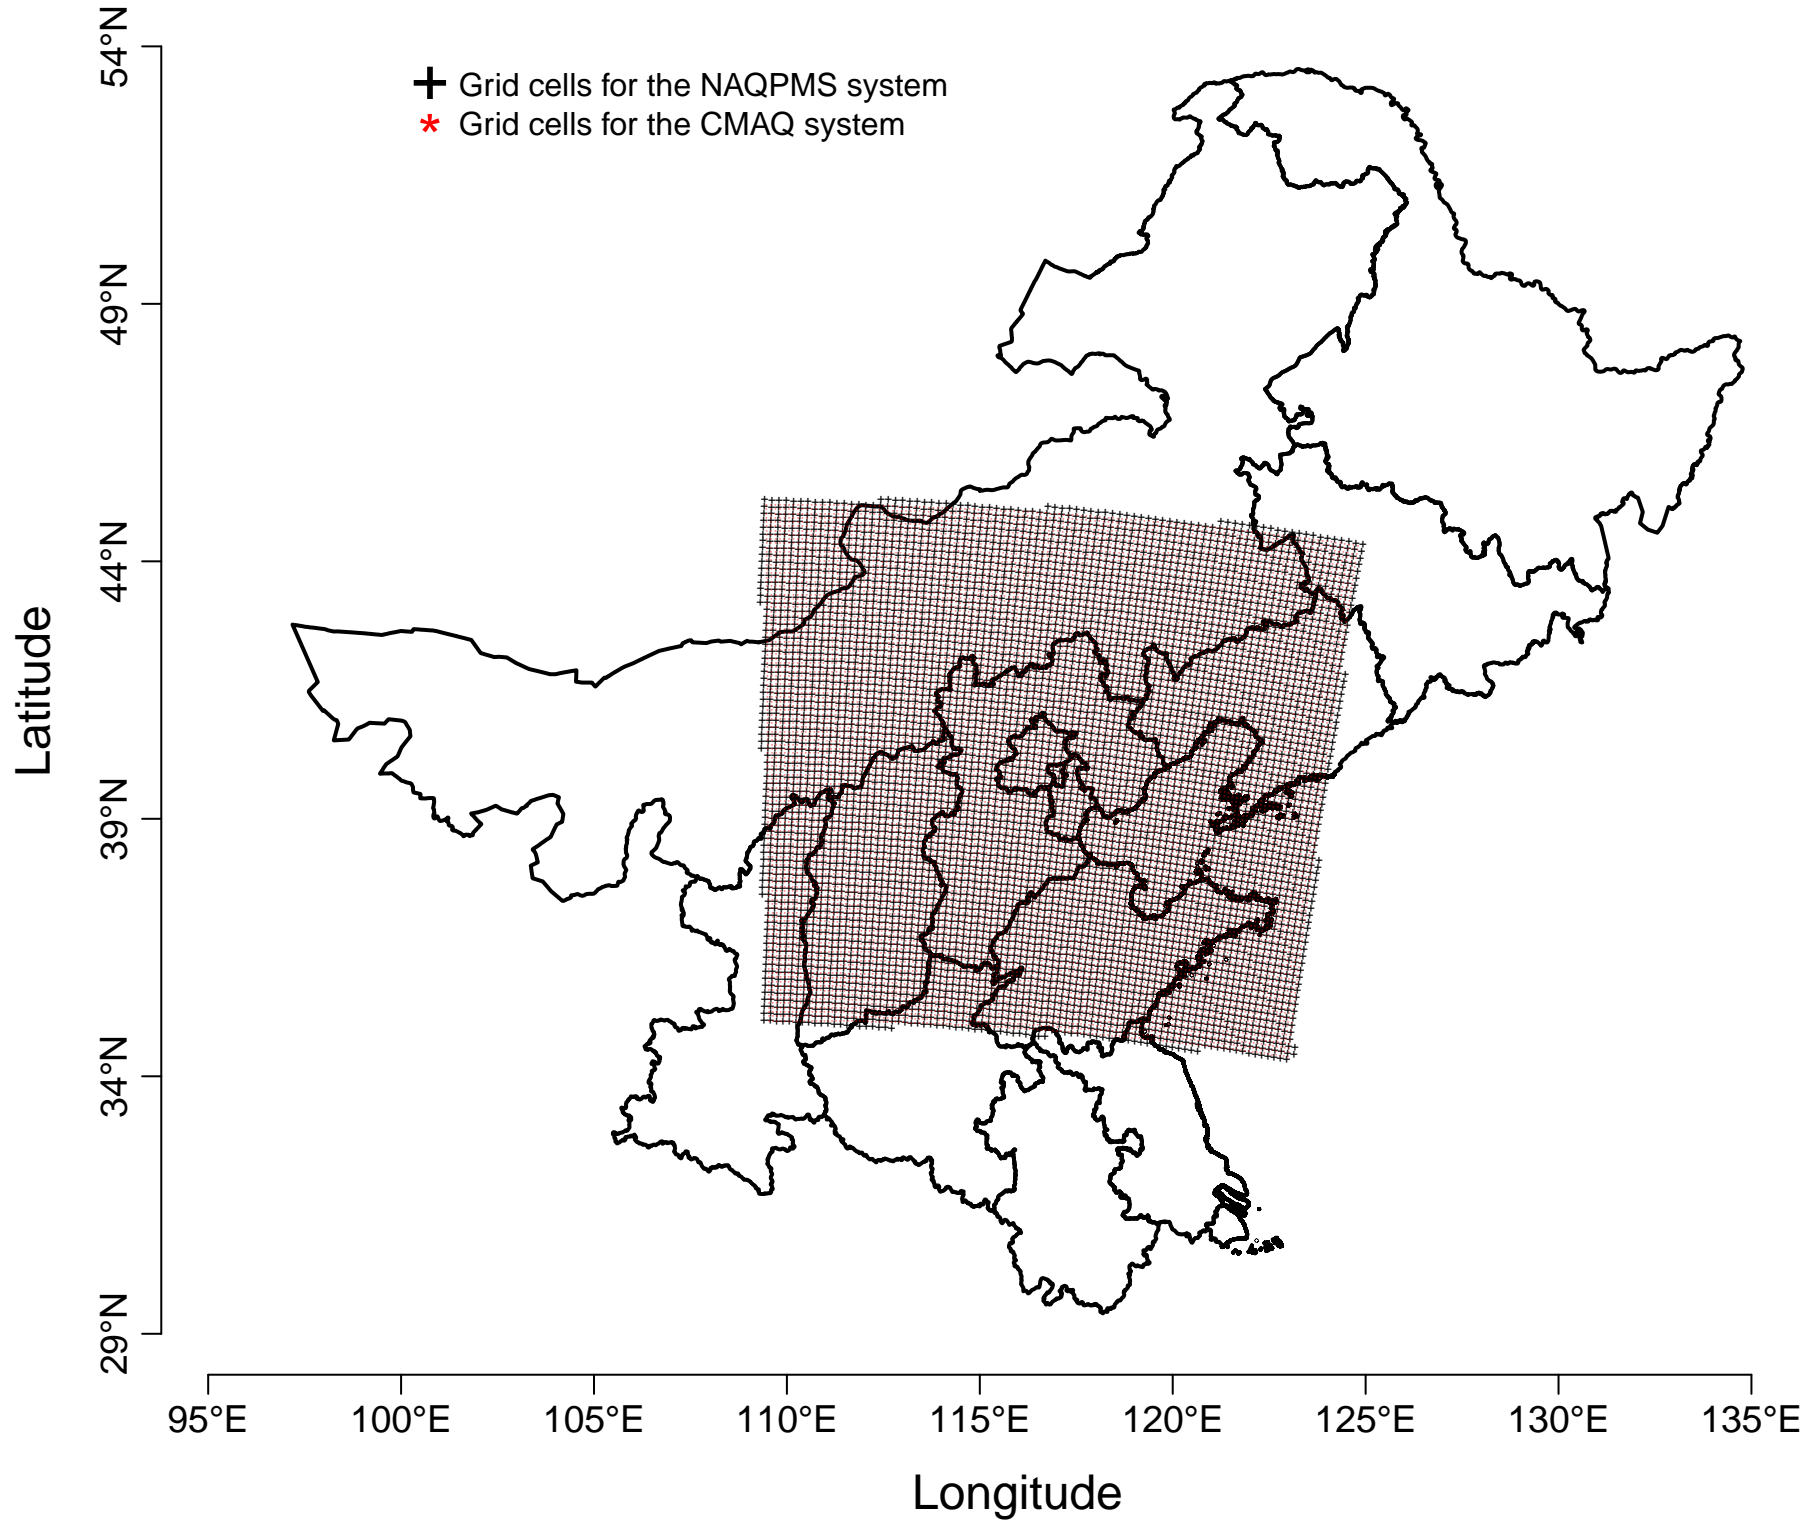 Grid cells for the NAQPMS system
* Grid cells for the CMAQ system
54°N
49°N
44°N
39°N
34°N
29°N
Latitude
95°E 100°E 105°E 110°E 115°E 120°E 125°E 130°E 135°E
Longitude